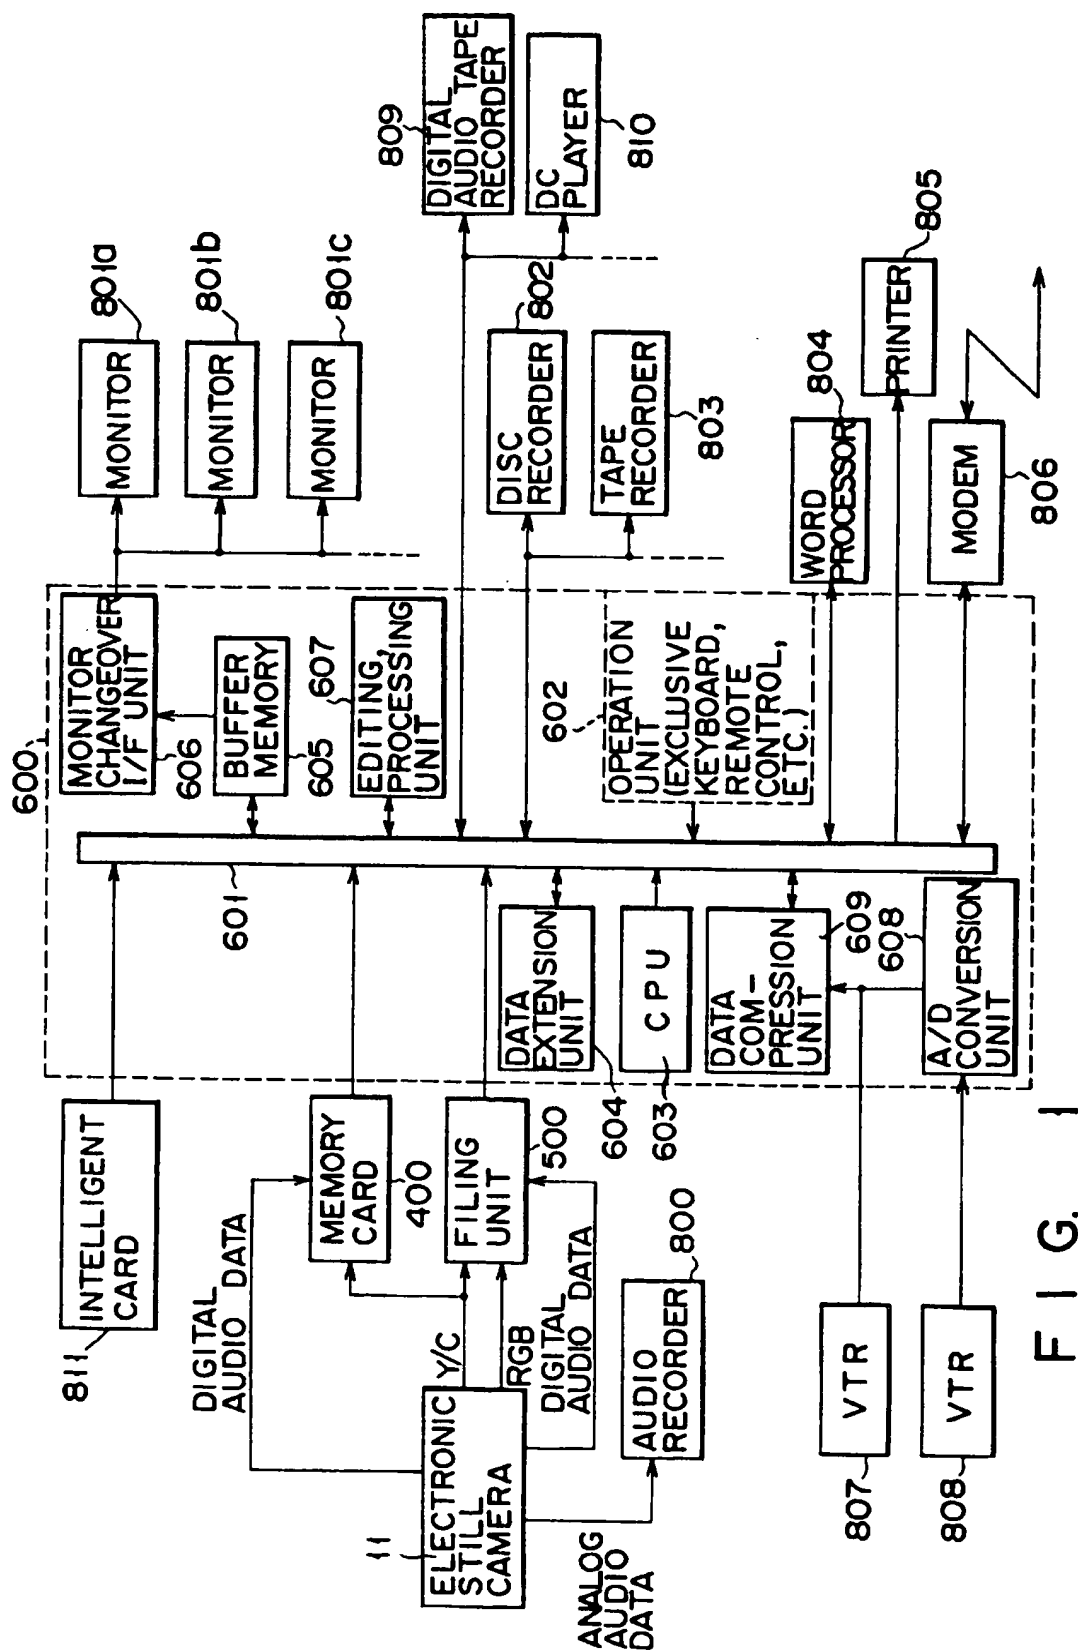 600
MONITOR
CHANGEOVER
I/F UNIT
606
BUFFER
MEMORY
605
EDITING,
PROCESSING
UNIT
607
MONITOR
801a
MONITOR
801b
MONITOR
801c
DIGITAL
AUDIO TAPE
RECORDER
809
DC
PLAYER
810
DISC
RECORDER
802
TAPE
RECORDER
803
OPERATION
UNIT
(EXCLUSIVE
KEYBOARD,
REMOTE
CONTROL,
ETC.)
602
WORD
PROCESSOR
804
PRINTER
805
MODEM
806
601
INTELLIGENT
CARD
811
DIGITAL
AUDIO DATA
MEMORY
CARD
400
FILING
UNIT
500
Y/C
RGB
DIGITAL
AUDIO DATA
ELECTRONIC
STILL
CAMERA
11
ANALOG
AUDIO
DATA
AUDIO
RECORDER
800
DATA
EXTENSION
UNIT
604
CPU
603
DATA
COM-
PRESSION
UNIT
609
608
A/D
CONVERSION
UNIT
VTR
807
VTR
808
FIG. 1